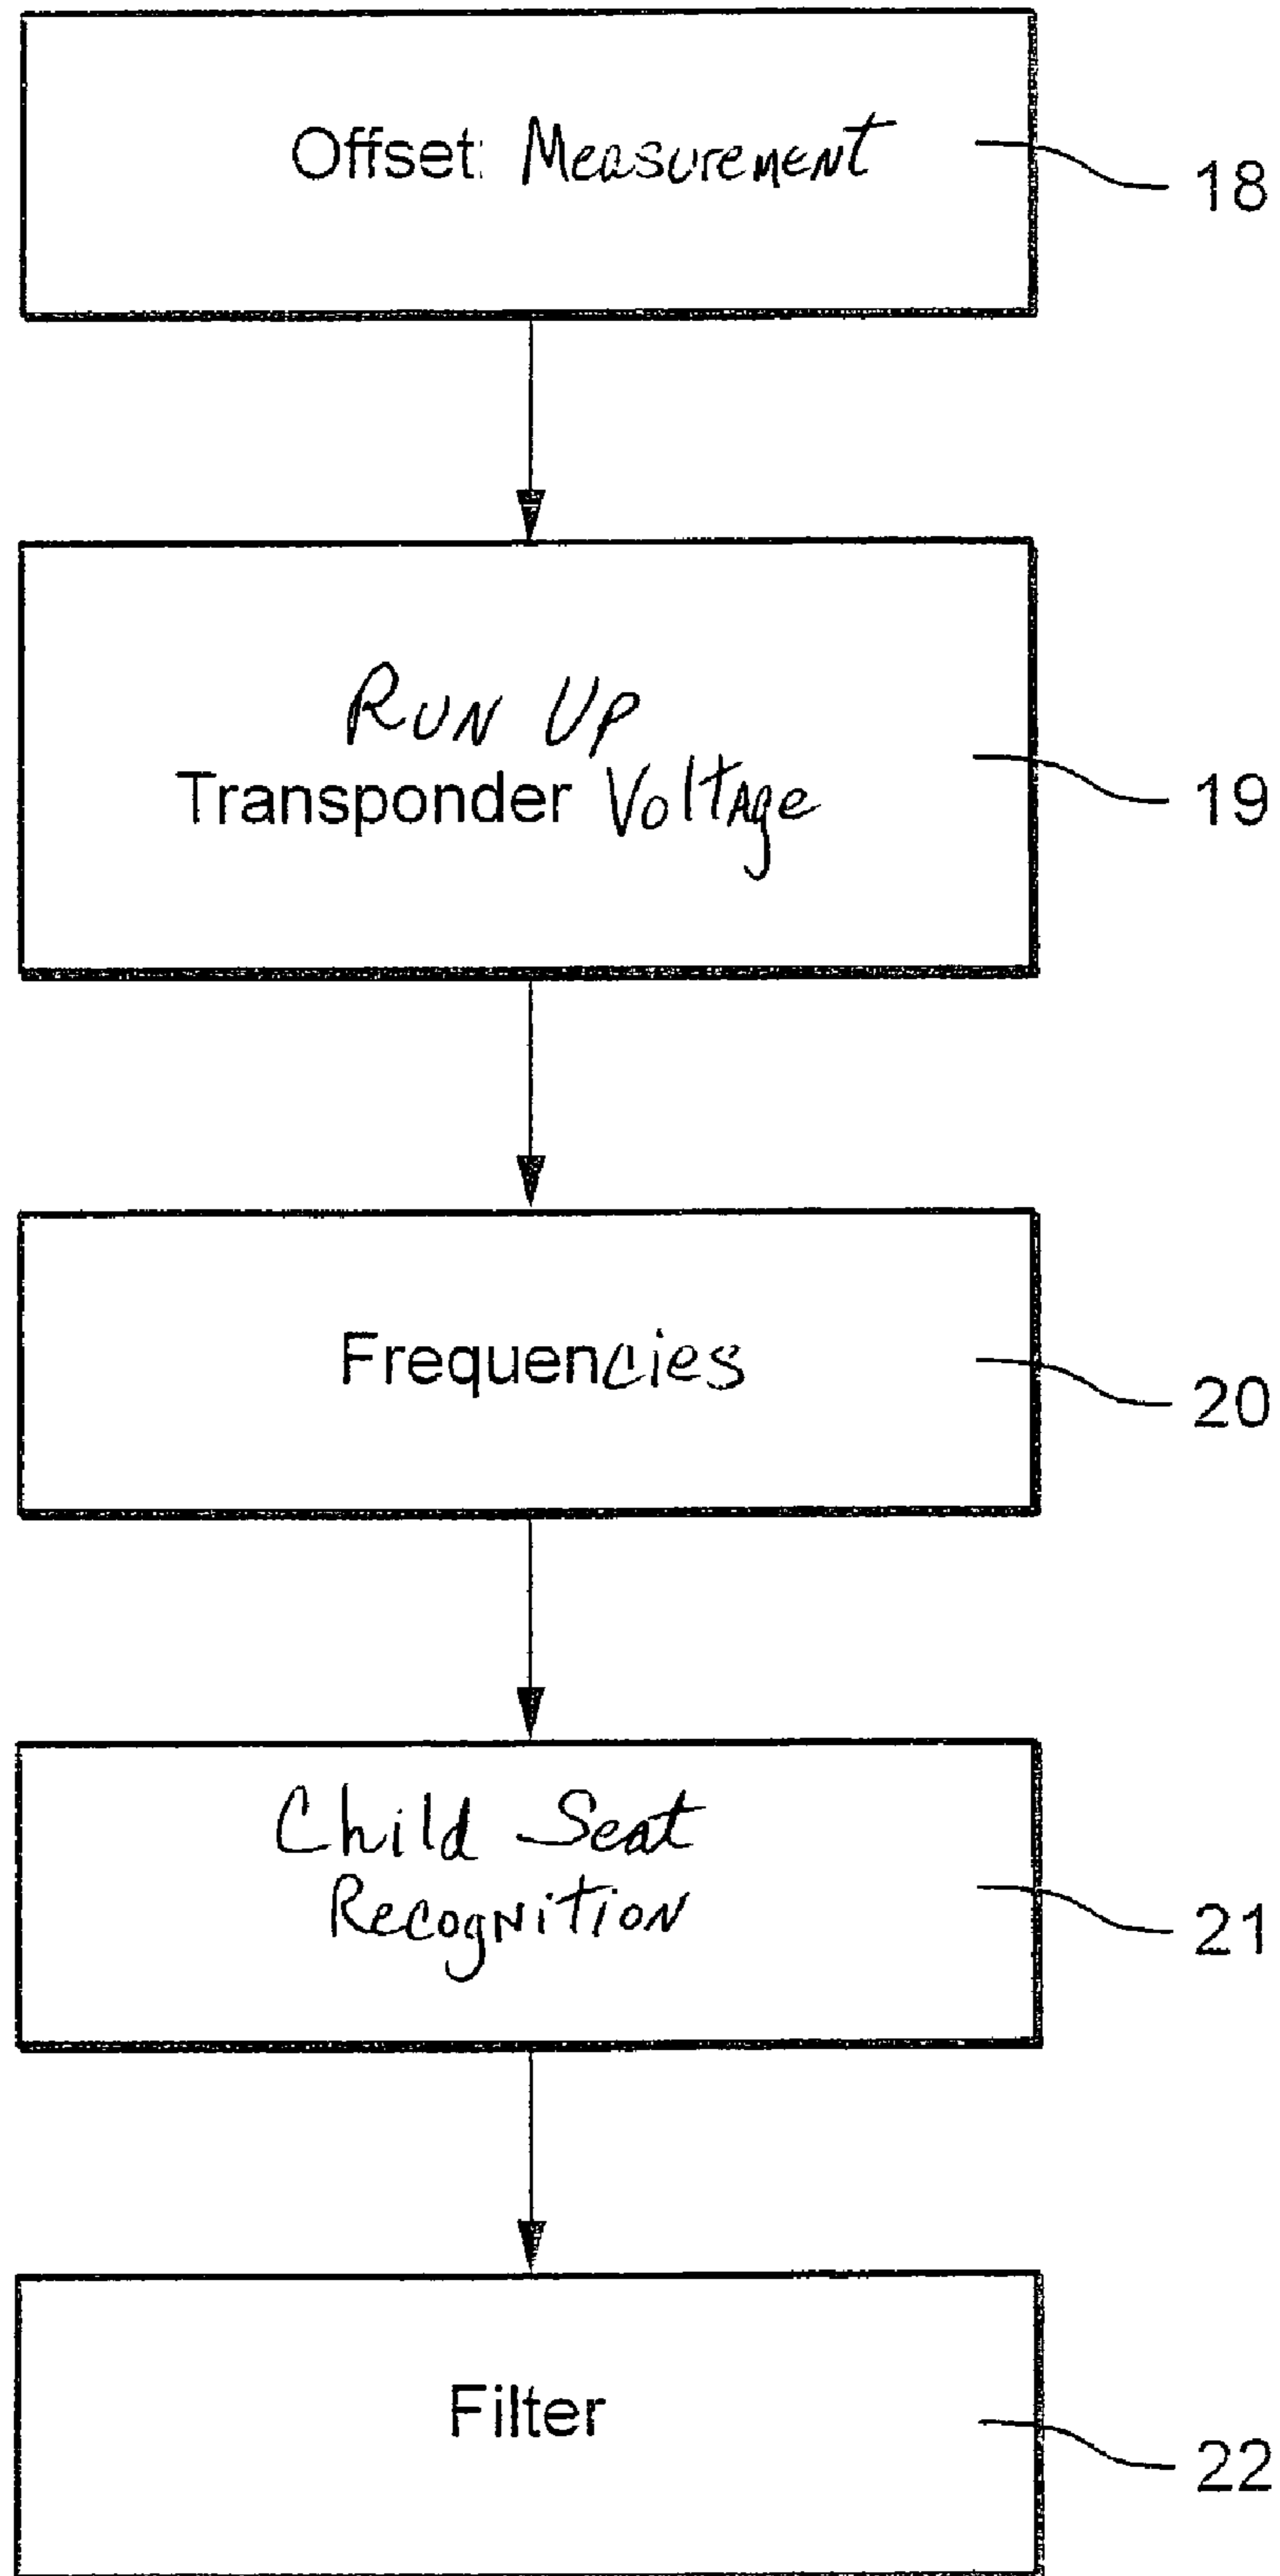 Offset Measurement
18
Run Up
Transponder Voltage
19
Frequencies
20
Child Seat
Recognition
21
Filter
22